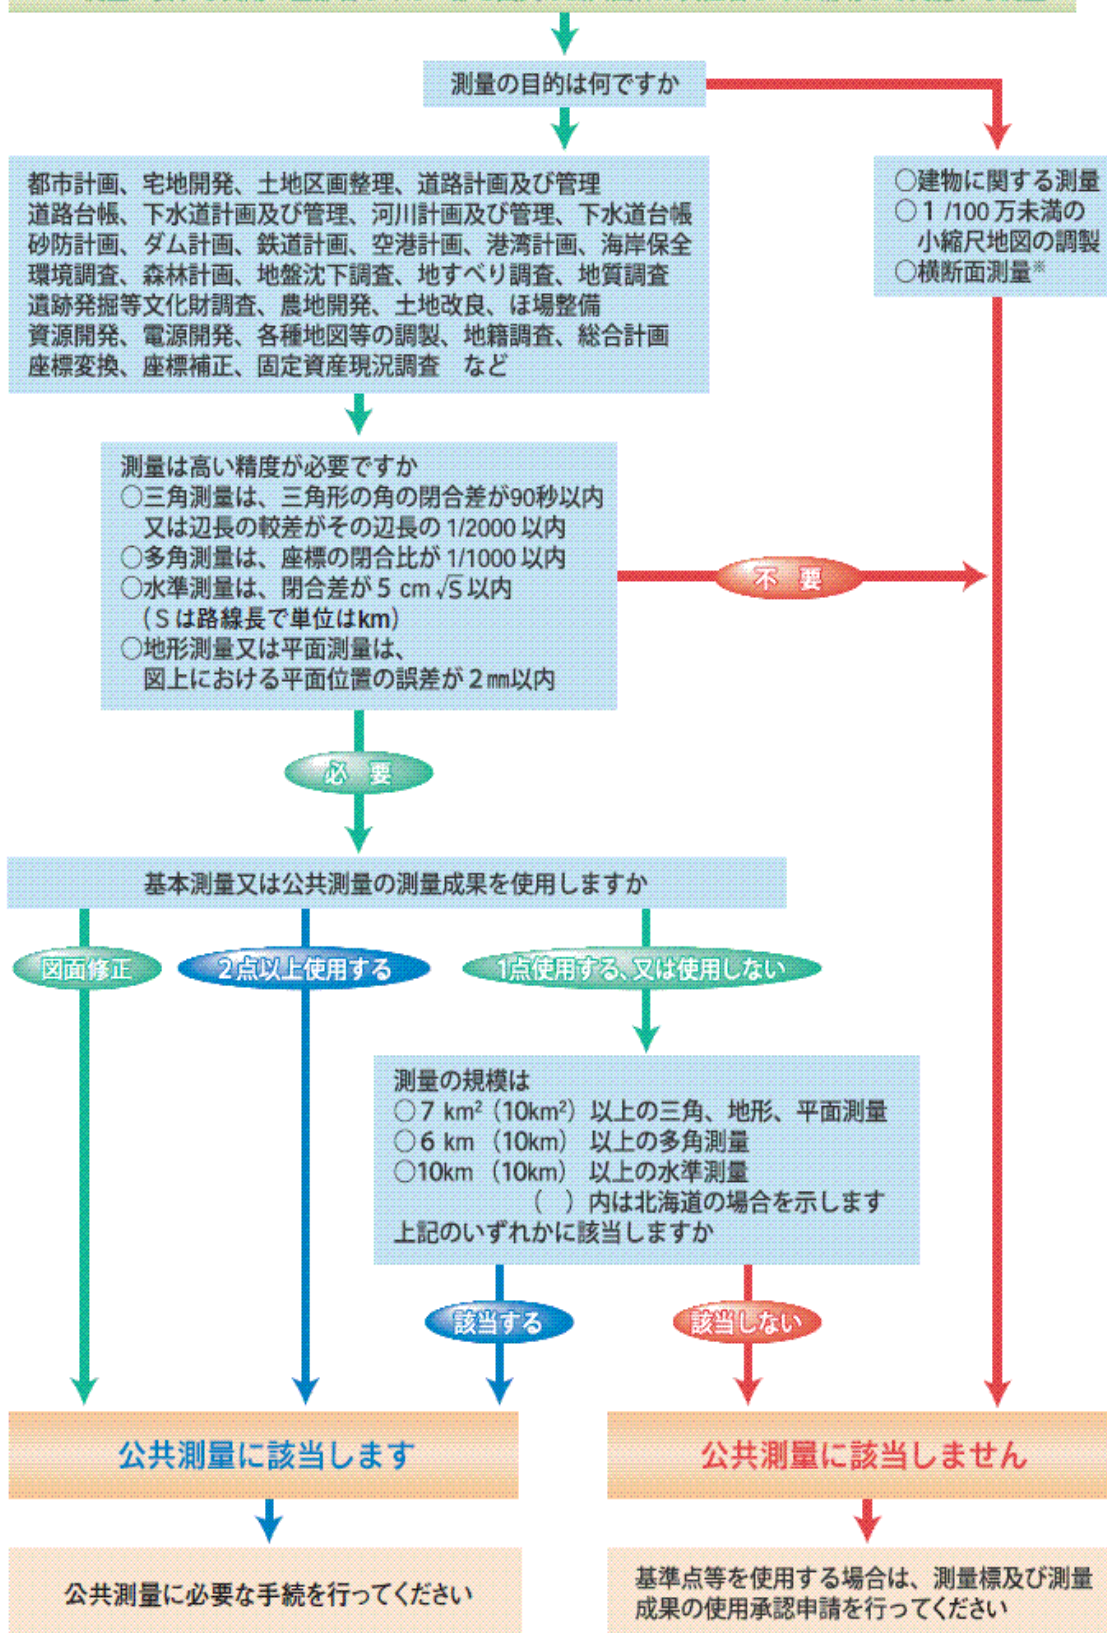 測量の目的は何ですか
都市計画、宅地開発、土地区画整理、道路計画及び管理
道路台帳、下水道計画及び管理、河川計画及び管理、下水道台帳
砂防計画、ダム計画、鉄道計画、空港計画、港湾計画、海岸保全
環境調査、森林計画、地盤沈下調査、地すべり調査、地質調査
遺跡発掘等文化財調査、農地開発、土地改良、ほ場整備
資源開発、電源開発、各種地図等の調製、地籍調査、総合計画
座標変換、座標補正、固定資産現況調査　など
○建物に関する測量
○1/100万未満の
小縮尺地図の調製
○横断面測量※
測量は高い精度が必要ですか
○三角測量は、三角形の角の閉合差が90秒以内
又は辺長の較差がその辺長の 1/2000 以内
○多角測量は、座標の閉合比が 1/1000 以内
○水準測量は、閉合差が 5 cm √S 以内
（S は路線長で単位はkm）
○地形測量又は平面測量は、
図上における平面位置の誤差が 2 ㎜以内
不　要
必　要
基本測量又は公共測量の測量成果を使用しますか
図面修正
2点以上使用する
1点使用する、又は使用しない
測量の規模は
○7 km²（10km²）以上の三角、地形、平面測量
○6 km （10km） 以上の多角測量
○10km （10km） 以上の水準測量
（　）内は北海道の場合を示します
上記のいずれかに該当しますか
該当する
該当しない
公共測量に該当します
公共測量に該当しません
公共測量に必要な手続を行ってください
基準点等を使用する場合は、測量標及び測量
成果の使用承認申請を行ってください